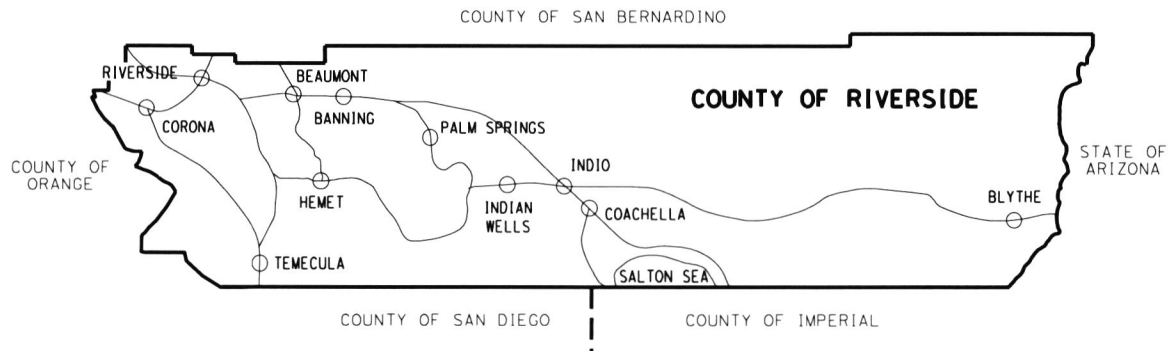 COUNTY OF SAN BERNARDINO
RIVERSIDE
BEAUMONT
COUNTY OF RIVERSIDE
BANNING
CORONA
PALM SPRINGS
COUNTY OF
ORANGE
STATE OF
ARIZONA
INDIO
HEMET
INDIAN
WELLS
COACHELLA
BLYTHE
TEMECULA
SALTON SEA
COUNTY OF SAN DIEGO
COUNTY OF IMPERIAL